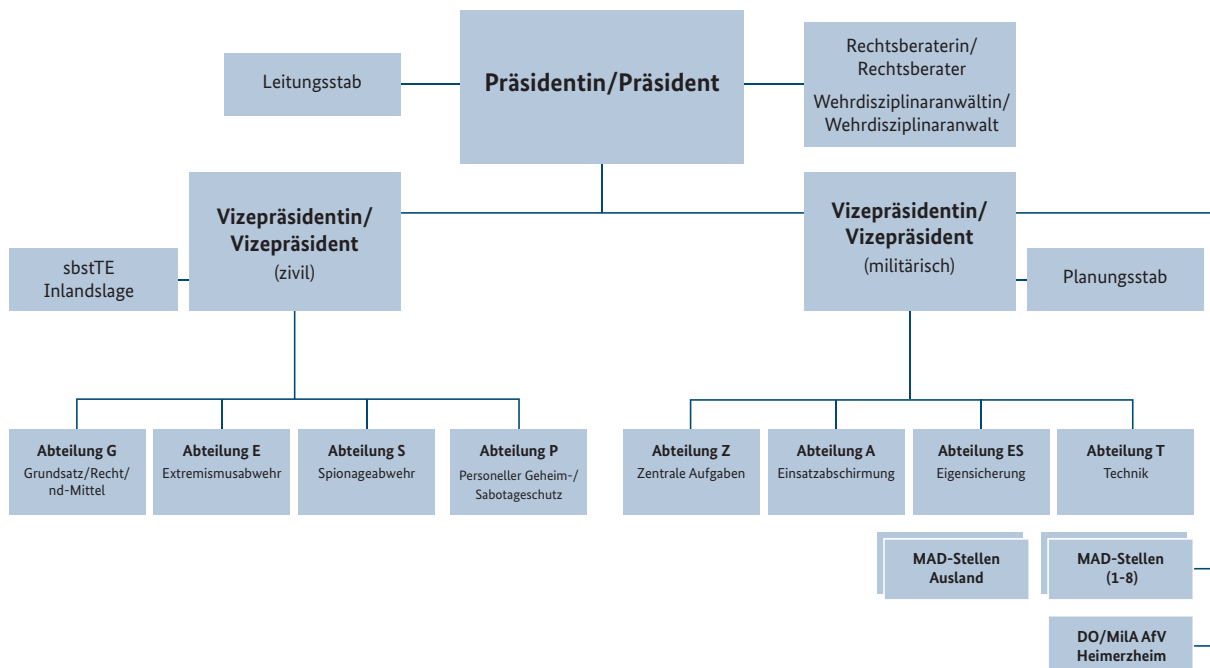 Leitungsstab
Präsidentin/Präsident
Rechtsberaterin/
Rechtsberater
Wehrdisziplinaranwältin/
Wehrdisziplinaranwalt
Vizepräsidentin/
Vizepräsident
(zivil)
Vizepräsidentin/
Vizepräsident
(militärisch)
sbstTE
Inlandslage
Planungsstab
Abteilung G
Grundsatz/Recht/
nd-Mittel
Abteilung E
Extremismusabwehr
Abteilung S
Spionageabwehr
Abteilung P
Personeller Geheim-/
Sabotageschutz
Abteilung Z
Zentrale Aufgaben
Abteilung A
Einsatzabschirmung
Abteilung ES
Eigensicherung
Abteilung T
Technik
MAD-Stellen
Ausland
MAD-Stellen
(1-8)
DO/MilA AfV
Heimerzheim